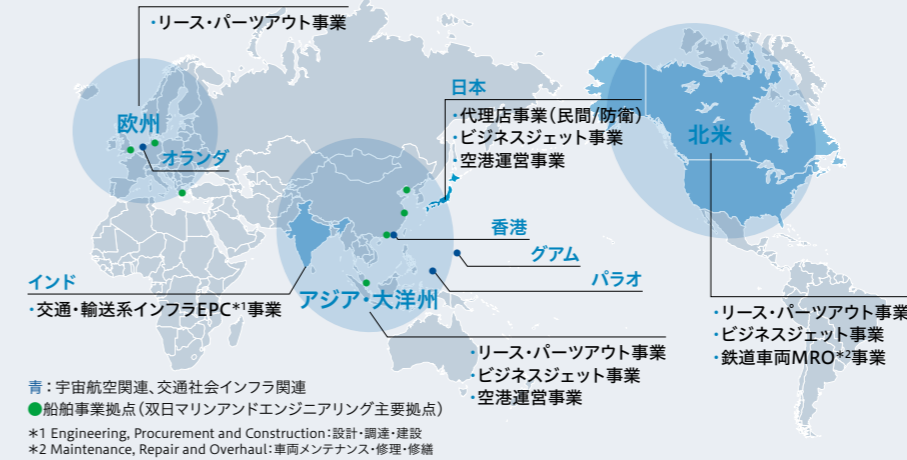 ・リース・パーツアウト事業
欧州
オランダ
日本
・代理店事業(民間/防衛)
・ビジネスジェット事業
・空港運営事業
北米
香港
グアム
パラオ
インド
・交通・輸送系インフラEPC*1事業
アジア・大洋州
・リース・パーツアウト事業
・ビジネスジェット事業
・空港運営事業
・リース・パーツアウト事業
・ビジネスジェット事業
・鉄道車両MRO*2事業
青：宇宙航空関連、交通社会インフラ関連
●船舶事業拠点(双日マリンアンドエンジニアリング主要拠点)
*1 Engineering, Procurement and Construction：設計・調達・建設
*2 Maintenance, Repair and Overhaul：車両メンテナンス・修理・修繕